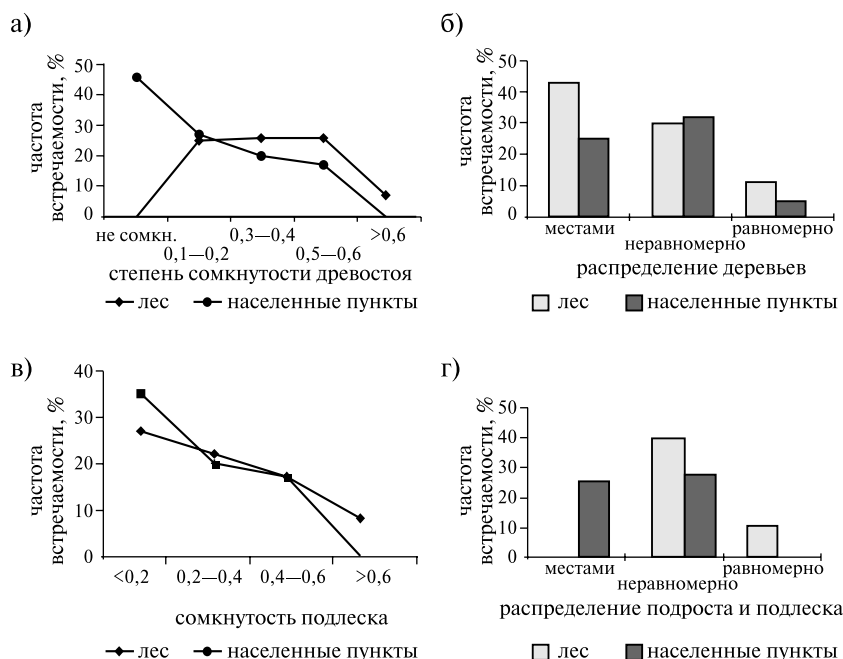 а)
частота
встречаемости, %
50
40
30
20
10
0
не сомкн.
0,1—0,2
0,3—0,4
0,5—0,6
>0,6
степень сомкнутости древостоя
лес
населенные пункты
б)
частота
встречаемости, %
50
40
30
20
10
0
местами
неравномерно
равномерно
распределение деревьев
лес
населенные пункты
в)
частота
встречаемости, %
40
30
20
10
0
<0,2
0,2—0,4
0,4—0,6
>0,6
сомкнутость подлеска
лес
населенные пункты
г)
частота
встречаемости, %
50
40
30
20
10
0
местами
неравномерно
равномерно
распределение подроста и подлеска
лес
населенные пункты